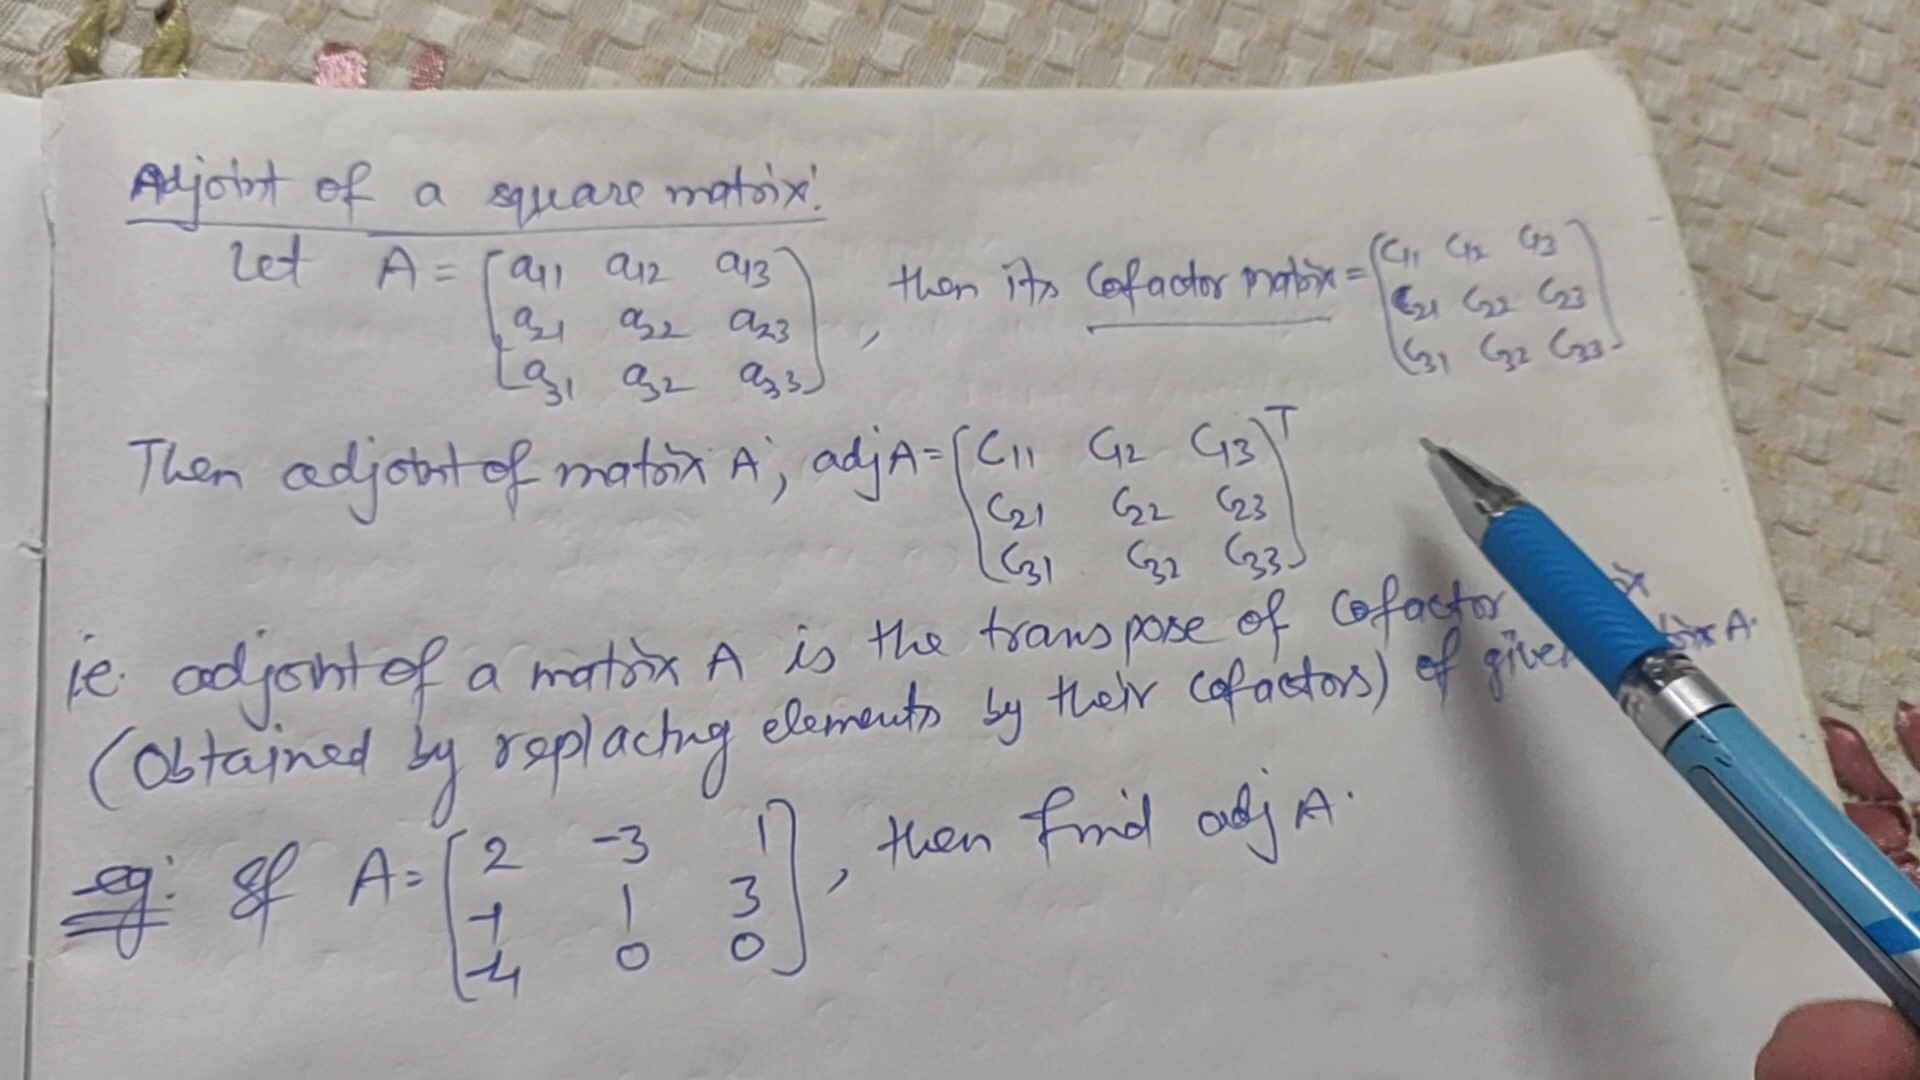 Adjoint of a square matrix:
Let A = [a11 a12 a13
a21 a22 a23
a31 a32 a33] , then its Cofactor matrix = [C11 C12 C13
C21 C22 C23
C31 C32 C33]
Then adjoint of matrix A, adj A = [C11 C12 C13
C21 C22 C23
C31 C32 C33]T
ie. adjoint of a matrix A is the transpose of Cofactor
(Obtained by replacing elements by their Cofactors) of given A.
eg: If A = [2 -3 1
-1 1 3
-4 0 0] , then find adj A.